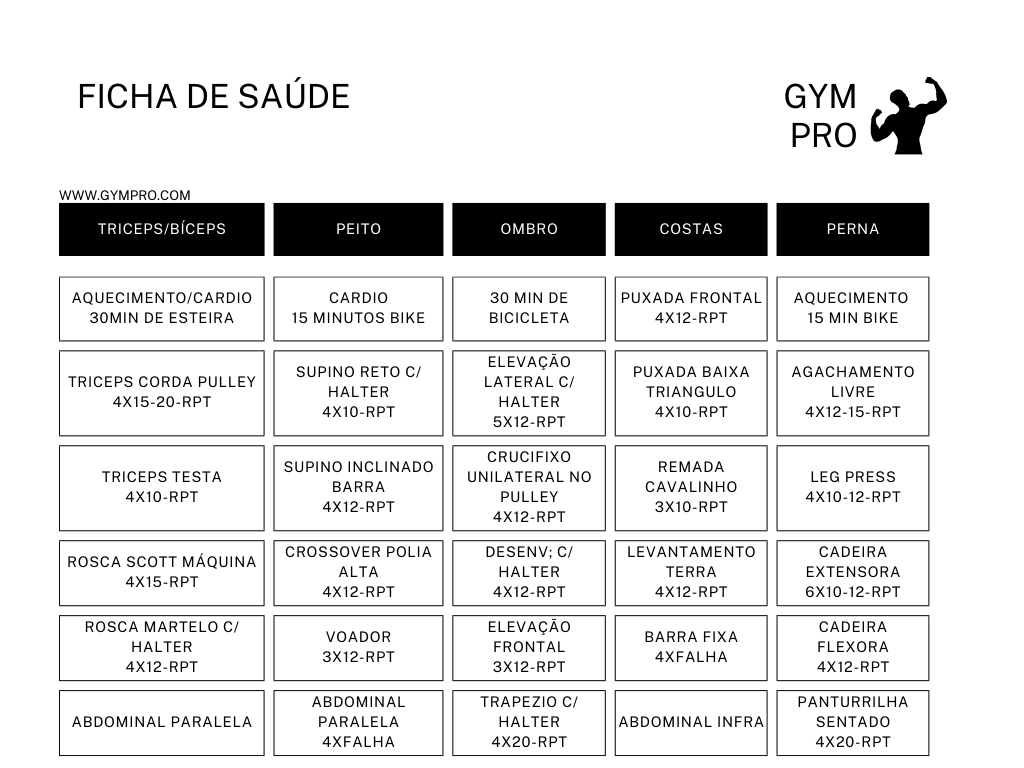 FICHA DE SAÚDE
GYM
PRO
WWW.GYMPRO.COM
TRICEPS/BÍCEPS
PEITO
OMBRO
COSTAS
PERNA
AQUECIMENTO/CARDIO
30MIN DE ESTEIRA
CARDIO
15 MINUTOS BIKE
30 MIN DE
BICICLETA
PUXADA FRONTAL
4X12-RPT
AQUECIMENTO
15 MIN BIKE
TRICEPS CORDA PULLEY
4X15-20-RPT
SUPINO RETO C/
HALTER
4X10-RPT
ELEVAÇÃO
LATERAL C/
HALTER
5X12-RPT
PUXADA BAIXA
TRIANGULO
4X10-RPT
AGACHAMENTO
LIVRE
4X12-15-RPT
TRICEPS TESTA
4X10-RPT
SUPINO INCLINADO
BARRA
4X12-RPT
CRUCIFIXO
UNILATERAL NO
PULLEY
4X12-RPT
REMADA
CAVALINHO
3X10-RPT
LEG PRESS
4X10-12-RPT
ROSCA SCOTT MÁQUINA
4X15-RPT
CROSSOVER POLIA
ALTA
4X12-RPT
DESENV; C/
HALTER
4X12-RPT
LEVANTAMENTO
TERRA
4X12-RPT
CADEIRA
EXTENSORA
6X10-12-RPT
ROSCA MARTELO C/
HALTER
4X12-RPT
VOADOR
3X12-RPT
ELEVAÇÃO
FRONTAL
3X12-RPT
BARRA FIXA
4XFALHA
CADEIRA
FLEXORA
4X12-RPT
ABDOMINAL PARALELA
ABDOMINAL
PARALELA
4XFALHA
TRAPEZIO C/
HALTER
4X20-RPT
ABDOMINAL INFRA
PANTURRILHA
SENTADO
4X20-RPT